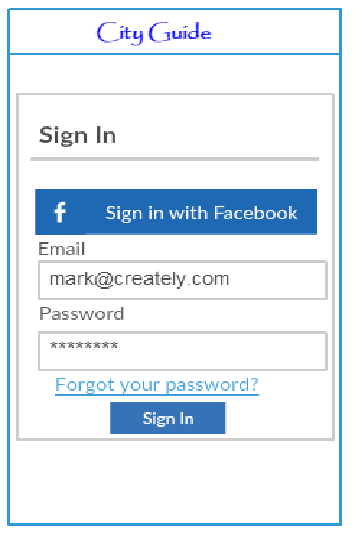 City Guide
Sign In
f Sign in with Facebook
Email
mark@creately.com
Password
********
Forgot your password?
Sign In